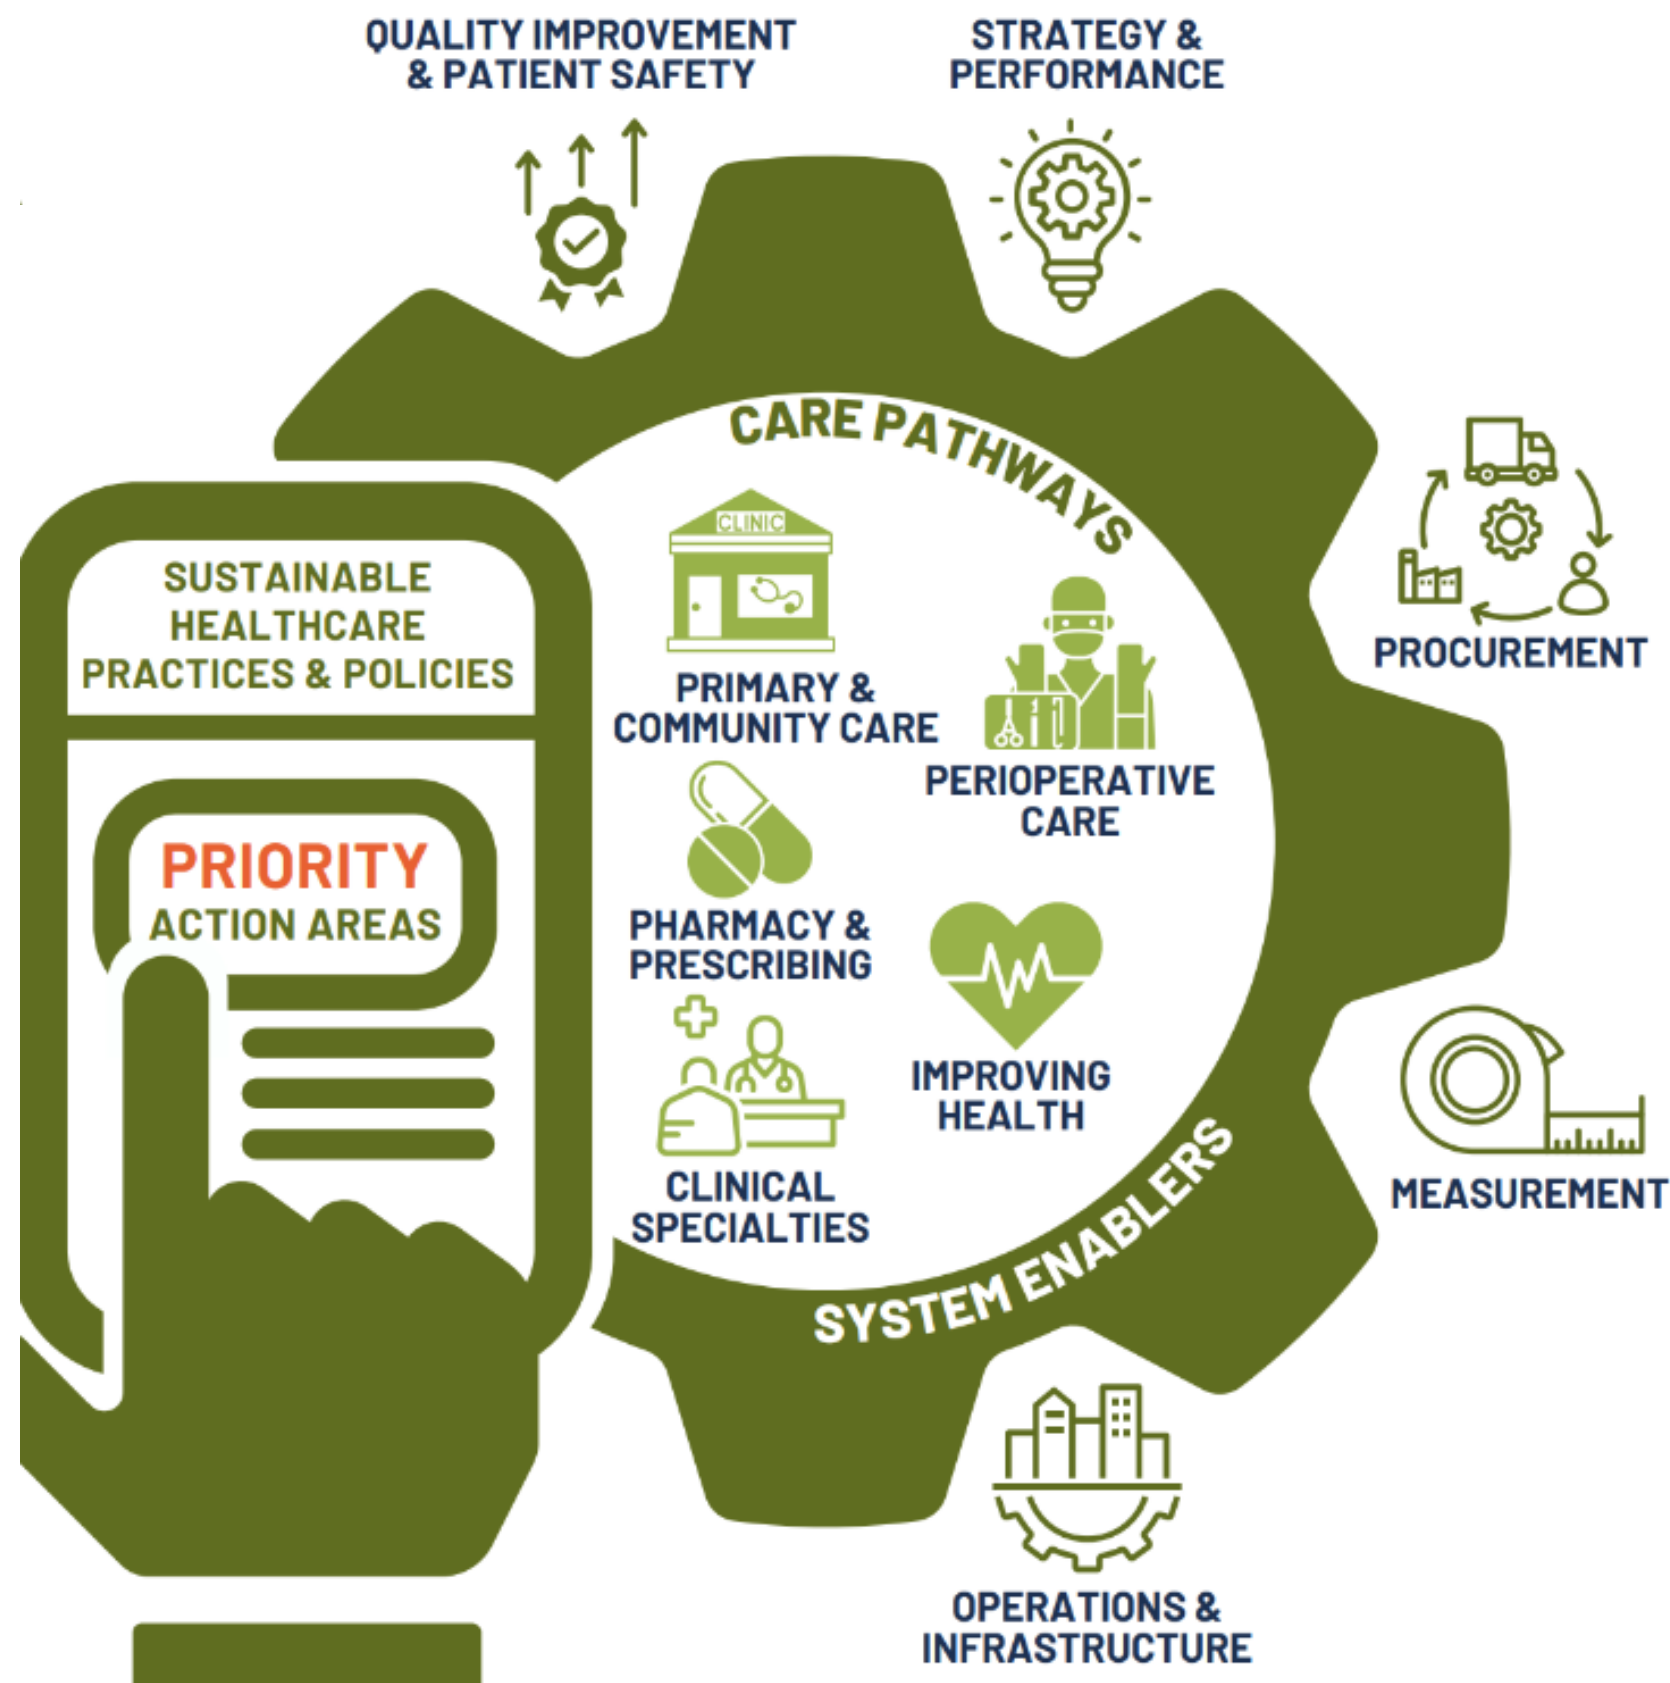 QUALITY IMPROVEMENT
& PATIENT SAFETY
STRATEGY &
PERFORMANCE
CARE PATHWAYS
CLINIC
SUSTAINABLE
HEALTHCARE
PRACTICES & POLICIES
PROCUREMENT
PRIMARY &
COMMUNITY CARE
PERIOPERATIVE
CARE
PRIORITY
ACTION AREAS
PHARMACY &
PRESCRIBING
IMPROVING
HEALTH
CLINICAL
SPECIALTIES
MEASUREMENT
SYSTEM ENABLERS
OPERATIONS &
INFRASTRUCTURE